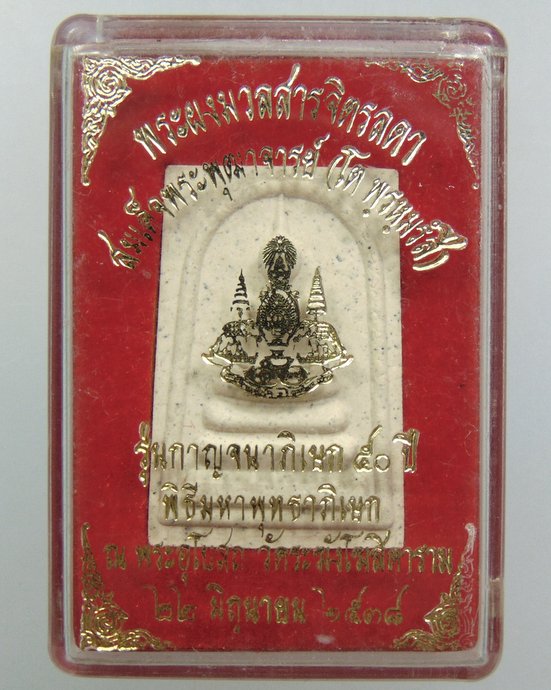 พระผงมวลสารจิตรลดา
สมเด็จพระพุฒาจารย์ (โต พรหมรังสี)
รุ่นกาญจนาภิเษก ๕๐ ปี
พิธีมหาพุทธาภิเษก
ณ พระอุโบสถ วัดระฆังโฆสิตาราม
๒๒ มิถุนายน ๒๕๓๘